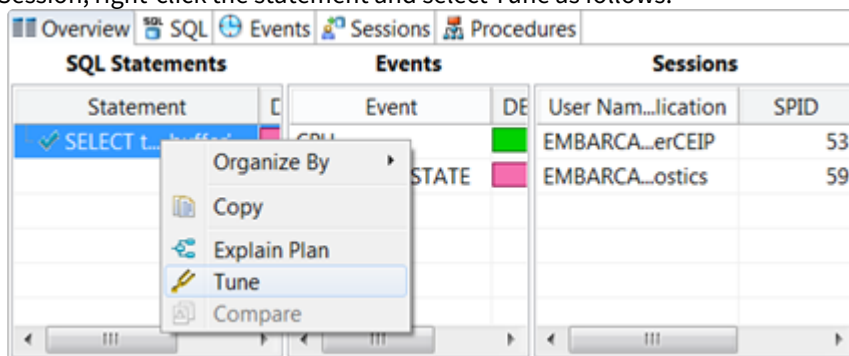 Session, right-click the statement and select Tune as follows:
Overview SQL Events Sessions Procedures
SQL Statements Events Sessions
Statement Event DE User Nam...lication SPID
SELECT t... EMBARCA...erCEIP 53
Organize By STATE EMBARCA...ostics 59
Copy
Explain Plan
Tune
Compare